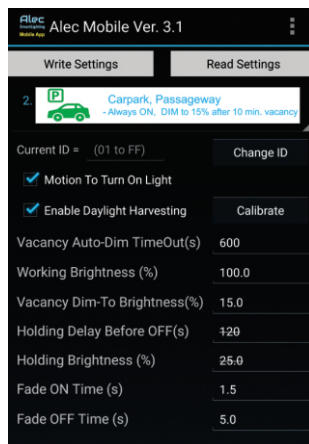 Alec
Mobile App
Alec Mobile Ver. 3.1
Write Settings
Read Settings
2.
P
Carpark, Passageway
- Always ON, DIM to 15% after 10 min. vacancy
Current ID = (01 to FF)
Change ID
Motion To Turn On Light
Enable Daylight Harvesting
Calibrate
Vacancy Auto-Dim TimeOut(s) 600
Working Brightness (%) 100.0
Vacancy Dim-To Brightness(%) 15.0
Holding Delay Before OFF(s) 120
Holding Brightness (%) 25.0
Fade ON Time (s) 1.5
Fade OFF Time (s) 5.0